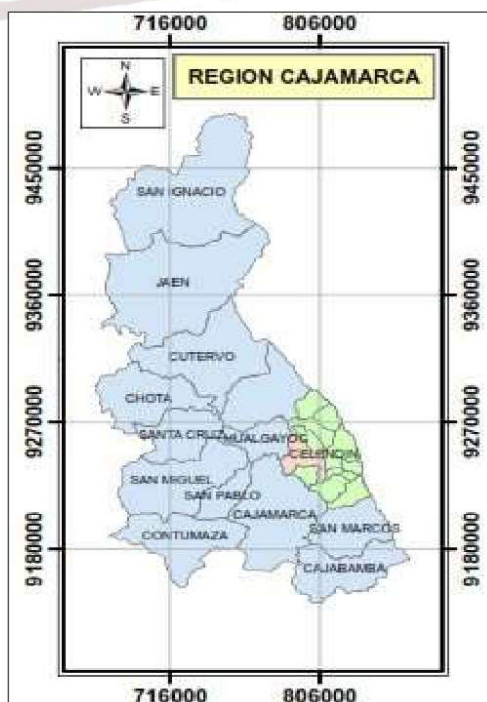 716000 806000
N
W E
S
REGION CAJAMARCA
9450000 9450000
SAN IGNACIO
9360000 9360000
JAEN
CUTERVO
CHOTA
9270000 9270000
SANTA CRUZ HUALGAYOC
CELENDIN
SAN MIGUEL
SAN PABLO
CAJAMARCA
SAN MARCOS
CONTUMAZA
9180000 9180000
CAJABAMBA
716000 806000